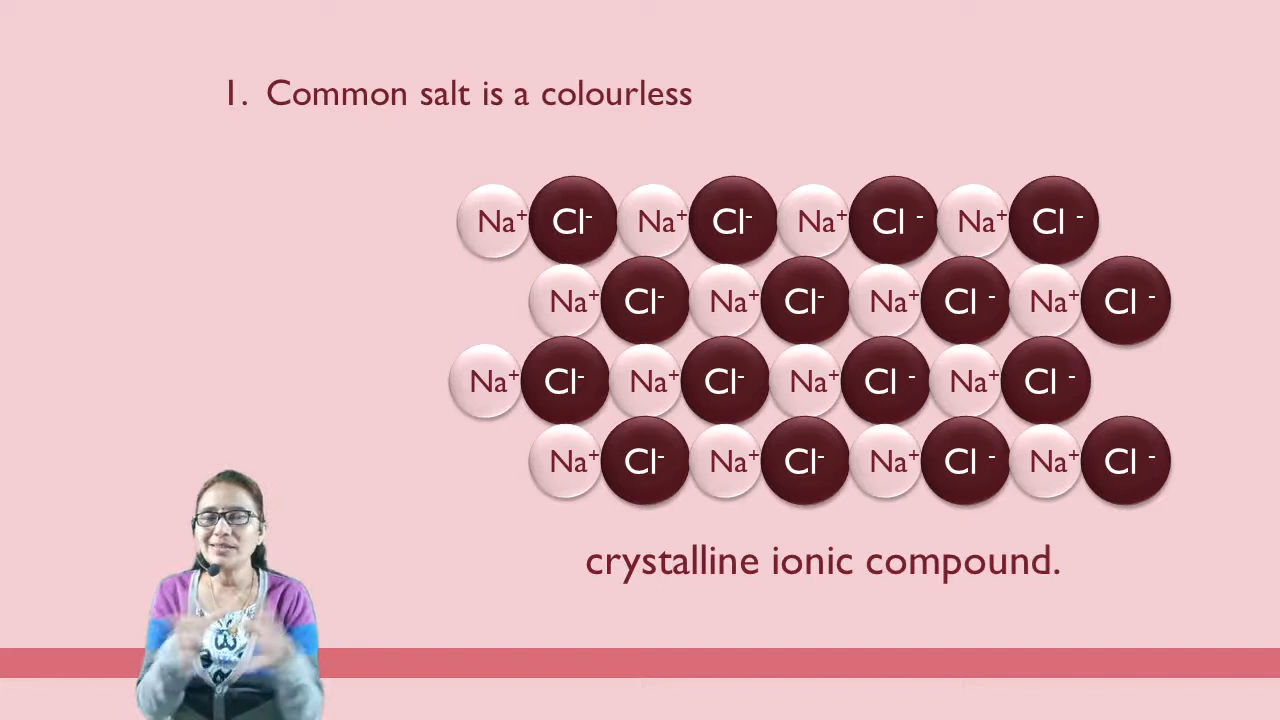 1. Common salt is a colourless
Na⁺ Cl⁻ Na⁺ Cl⁻ Na⁺ Cl ⁻ Na⁺ Cl ⁻
Na⁺ Cl⁻ Na⁺ Cl⁻ Na⁺ Cl ⁻ Na⁺ Cl ⁻
Na⁺ Cl⁻ Na⁺ Cl⁻ Na⁺ Cl ⁻ Na⁺ Cl ⁻
Na⁺ Cl⁻ Na⁺ Cl⁻ Na⁺ Cl ⁻ Na⁺ Cl ⁻
crystalline ionic compound.